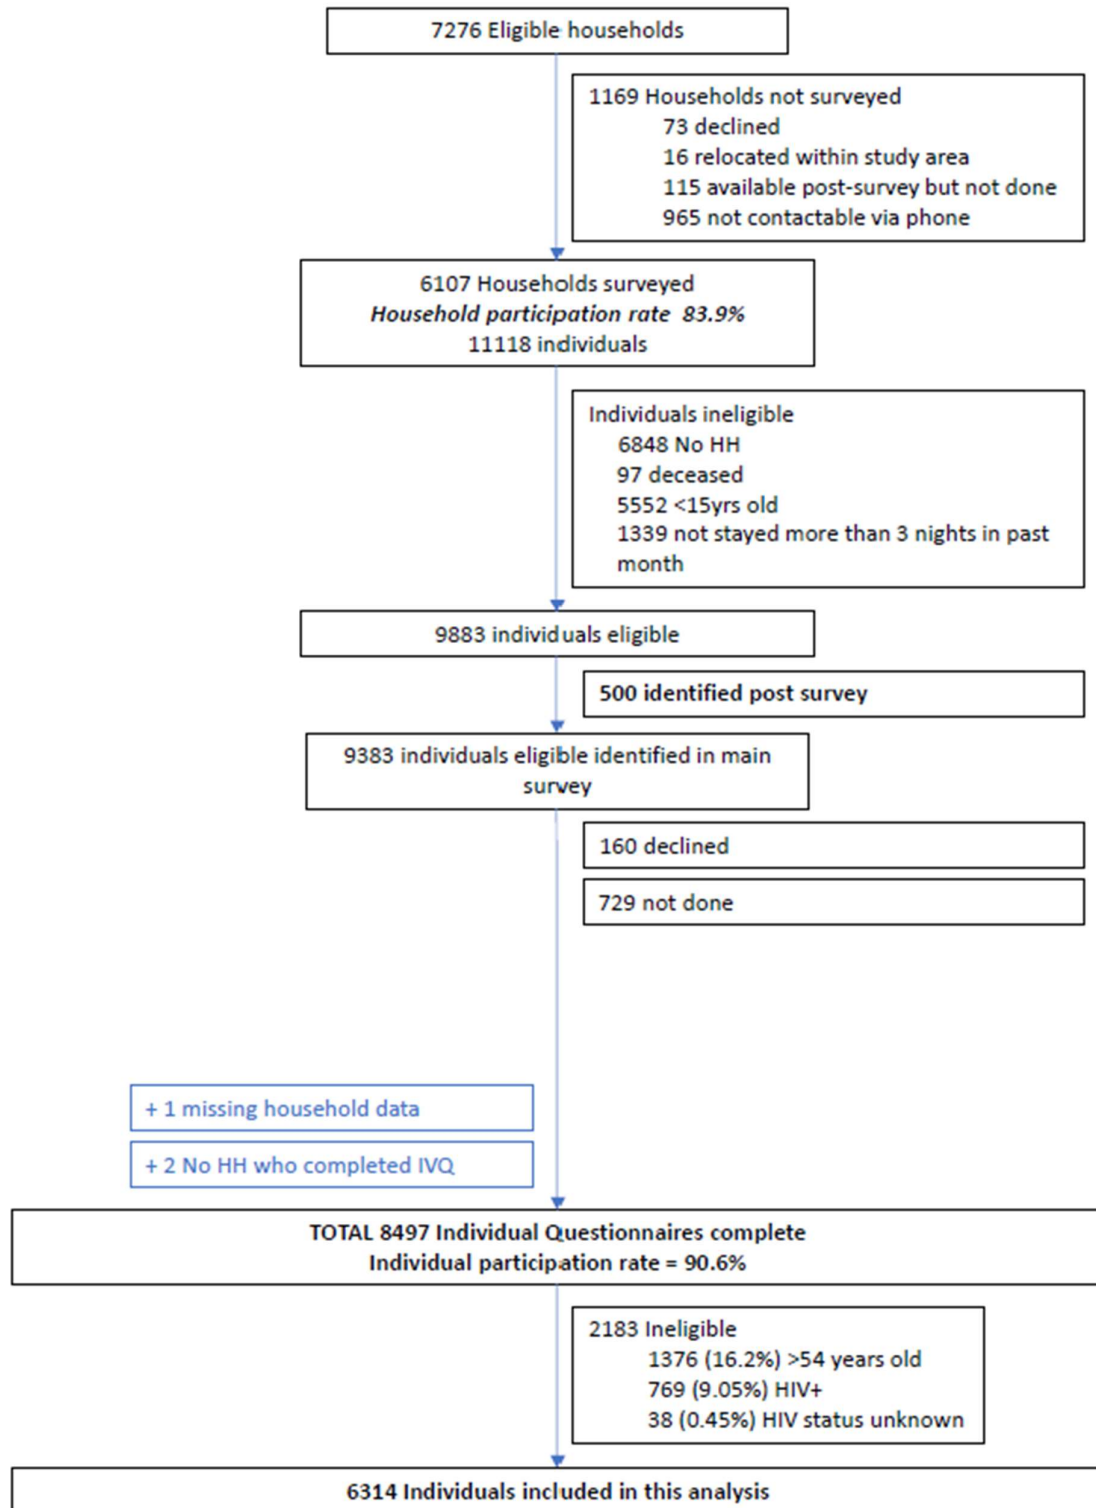 7276 Eligible households
1169 Households not surveyed
73 declined
16 relocated within study area
115 available post-survey but not done
965 not contactable via phone
6107 Households surveyed
Household participation rate 83.9%
11118 individuals
Individuals ineligible
6848 No HH
97 deceased
5552 <15yrs old
1339 not stayed more than 3 nights in past
month
9883 individuals eligible
500 identified post survey
9383 individuals eligible identified in main
survey
160 declined
729 not done
+ 1 missing household data
+ 2 No HH who completed IVQ
TOTAL 8497 Individual Questionnaires complete
Individual participation rate = 90.6%
2183 Ineligible
1376 (16.2%) >54 years old
769 (9.05%) HIV+
38 (0.45%) HIV status unknown
6314 Individuals included in this analysis